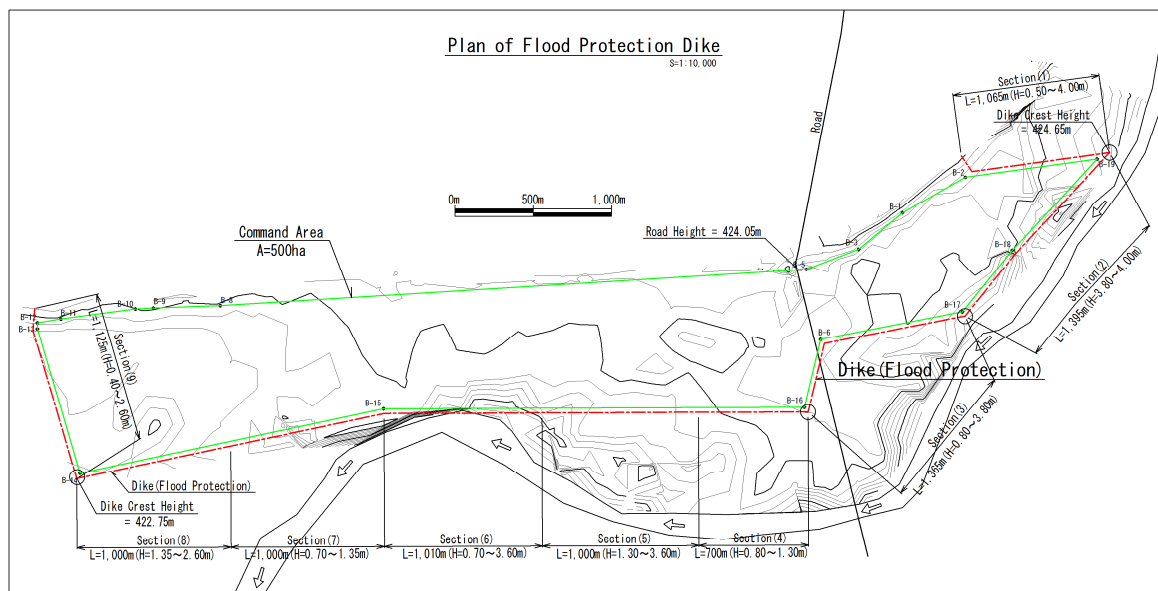 Plan of Flood Protection Dike
S=1:10,000
Section(1)
L=1,065m(H=0.50～4.00m)
Dike Crest Height
= 424.65m
Road
B-19
B-2
B-1
0m 500m 1,000m
Command Area
A=500ha
Road Height = 424.05m
B-3
B-18
Section(2)
L=1,395m(H=3.80～4.00m)
B-12
B-11
B-10
B-9
B-8
B-13
B-17
B-6
Section(9)
L=1,125m(H=0.40～2.60m)
Dike(Flood Protection)
B-15
B-16
Section(3)
L=1,365m(H=0.80～3.80m)
Dike(Flood Protection)
Dike Crest Height
= 422.75m
Section(8)
L=1,000m(H=1.35～2.60m)
Section(7)
L=1,000m(H=0.70～1.35m)
Section(6)
L=1,010m(H=0.70～3.60m)
Section(5)
L=1,000m(H=1.30～3.60m)
Section(4)
L=700m(H=0.80～1.30m)